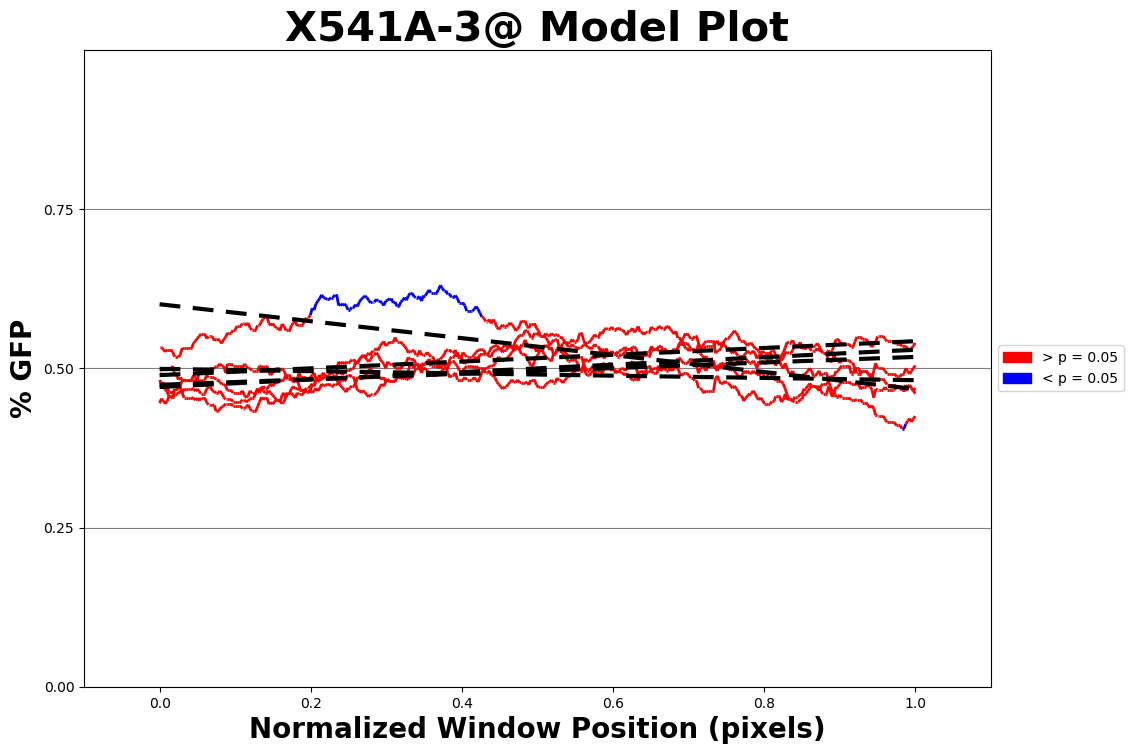 X541A-3@ Model Plot
% GFP
0.75
0.50
0.25
0.00
0.0 0.2 0.4 0.6 0.8 1.0
Normalized Window Position (pixels)
> p = 0.05
< p = 0.05